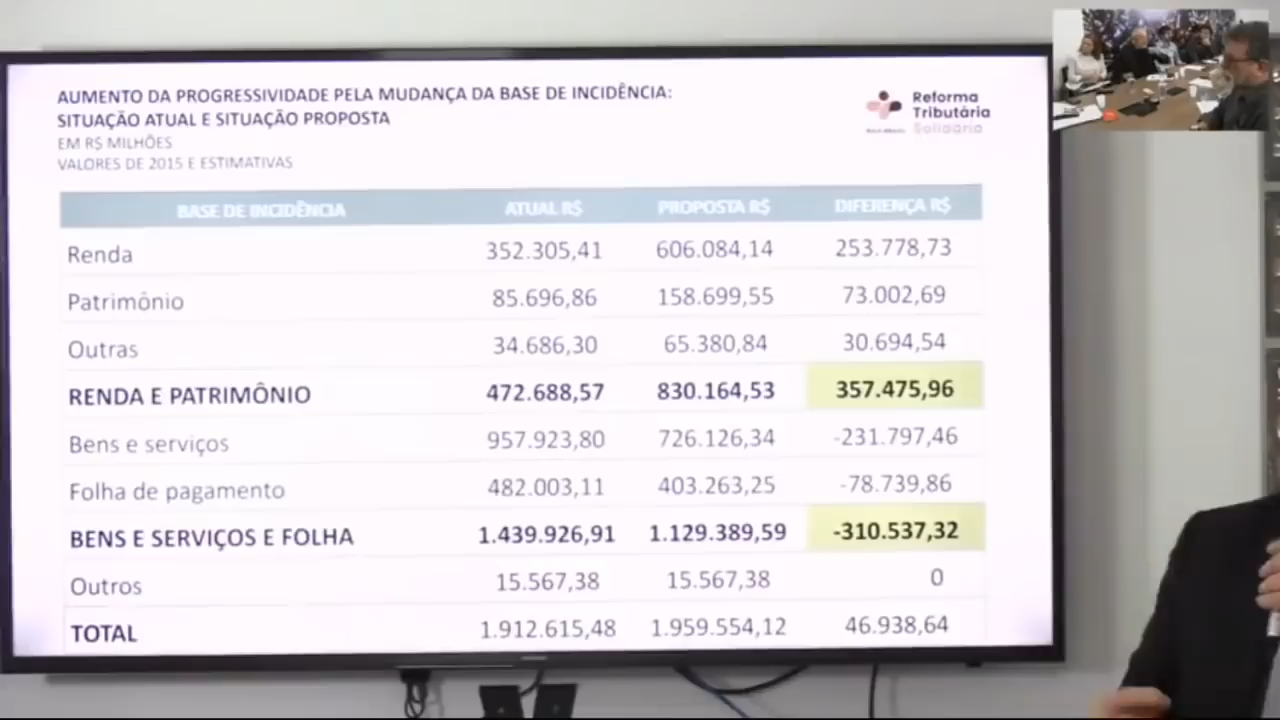 AUMENTO DA PROGRESSIVIDADE PELA MUDANÇA DA BASE DE INCIDÊNCIA:
SITUAÇÃO ATUAL E SITUAÇÃO PROPOSTA
EM R$ MILHÕES
VALORES DE 2015 E ESTIMATIVAS
Reforma
Tributária
Solidária
BASE DE INCIDÊNCIA ATUAL R$ PROPOSTA R$ DIFERENÇA R$
Renda 352.305,41 606.084,14 253.778,73
Patrimônio 85.696,86 158.699,55 73.002,69
Outras 34.686,30 65.380,84 30.694,54
RENDA E PATRIMÔNIO 472.688,57 830.164,53 357.475,96
Bens e serviços 957.923,80 726.126,34 -231.797,46
Folha de pagamento 482.003,11 403.263,25 -78.739,86
BENS E SERVIÇOS E FOLHA 1.439.926,91 1.129.389,59 -310.537,32
Outros 15.567,38 15.567,38 0
TOTAL 1.912.615,48 1.959.554,12 46.938,64